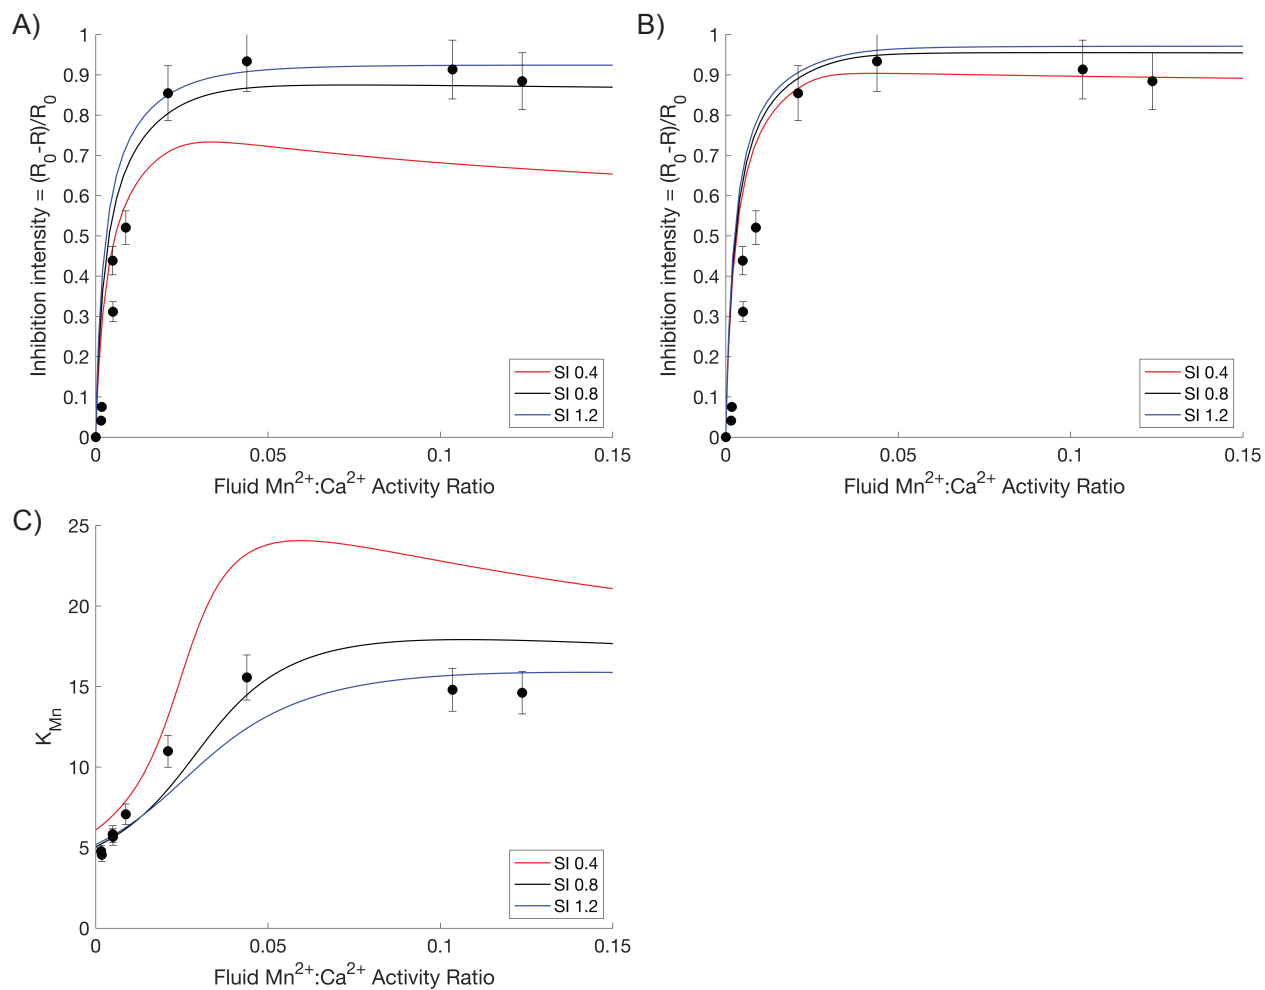 A)
Inhibition intensity = (R0-R)/R0
1
0.9
0.8
0.7
0.6
0.5
0.4
0.3
0.2
0.1
0
0 0.05 0.1 0.15
Fluid Mn2+:Ca2+ Activity Ratio
SI 0.4
SI 0.8
SI 1.2
B)
Inhibition intensity = (R0-R)/R0
1
0.9
0.8
0.7
0.6
0.5
0.4
0.3
0.2
0.1
0
0 0.05 0.1 0.15
Fluid Mn2+:Ca2+ Activity Ratio
SI 0.4
SI 0.8
SI 1.2
C)
KMn
25
20
15
10
5
0
0 0.05 0.1 0.15
Fluid Mn2+:Ca2+ Activity Ratio
SI 0.4
SI 0.8
SI 1.2